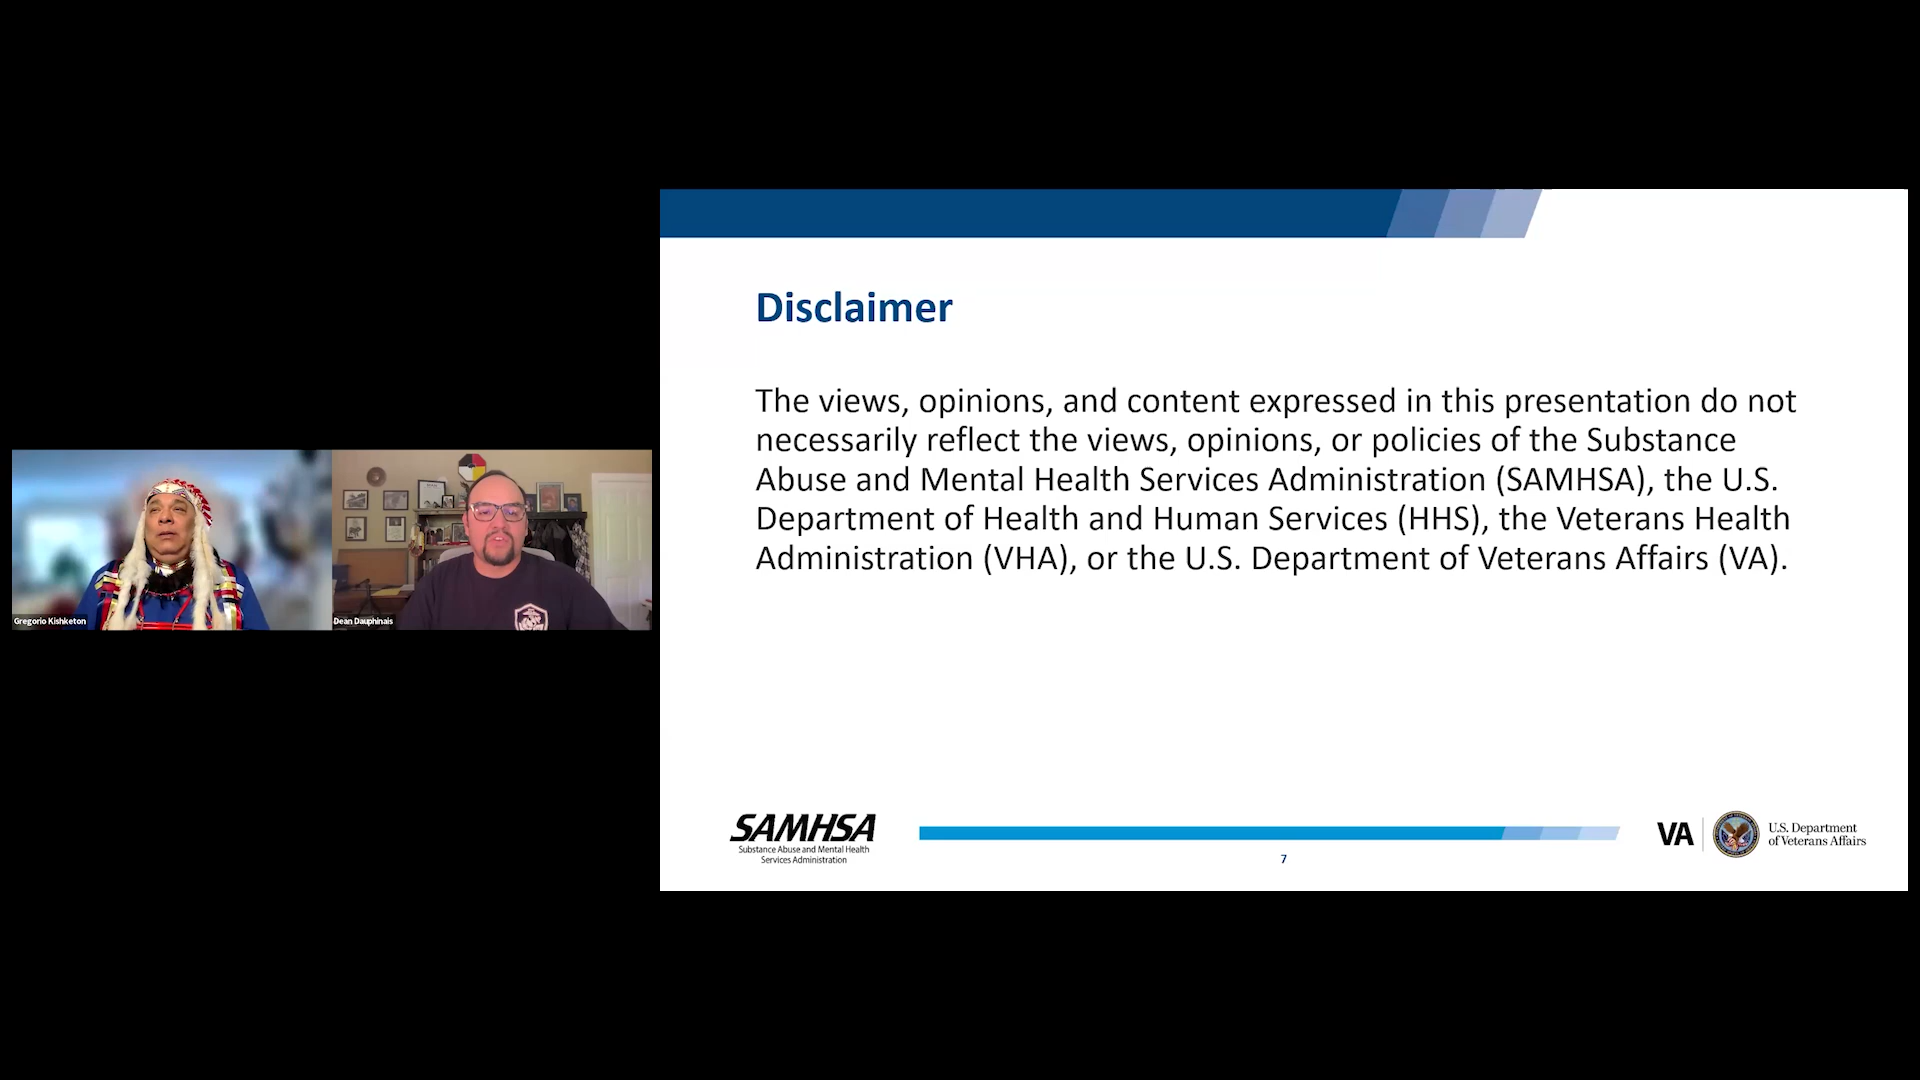 Disclaimer
The views, opinions, and content expressed in this presentation do not
necessarily reflect the views, opinions, or policies of the Substance
Abuse and Mental Health Services Administration (SAMHSA), the U.S.
Department of Health and Human Services (HHS), the Veterans Health
Administration (VHA), or the U.S. Department of Veterans Affairs (VA).
Gregorio Kishketon
Dean Dauphinais
SAMHSA
Substance Abuse and Mental Health
Services Administration
7
VA
U.S. Department
of Veterans Affairs